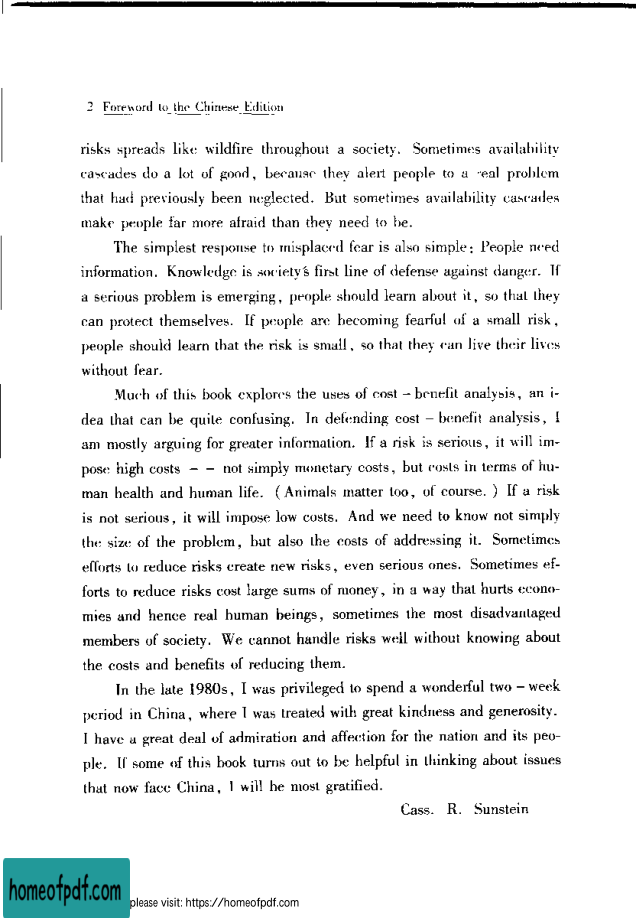 2 Foreword to the Chinese Edition
risks spreads like wildfire throughout a society. Sometimes availability
cascades do a lot of good, because they alert people to a real problem
that had previously been neglected. But sometimes availability cascades
make people far more afraid than they need to be.
The simplest response to misplaced fear is also simple: People need
information. Knowledge is society's first line of defense against danger. If
a serious problem is emerging, people should learn about it, so that they
can protect themselves. If people are becoming fearful of a small risk,
people should learn that the risk is small, so that they can live their lives
without fear.
Much of this book explores the uses of cost – benefit analysis, an i-
dea that can be quite confusing. In defending cost – benefit analysis, I
am mostly arguing for greater information. If a risk is serious, it will im-
pose high costs – – not simply monetary costs, but costs in terms of hu-
man health and human life. (Animals matter too, of course.) If a risk
is not serious, it will impose low costs. And we need to know not simply
the size of the problem, but also the costs of addressing it. Sometimes
efforts to reduce risks create new risks, even serious ones. Sometimes ef-
forts to reduce risks cost large sums of money, in a way that hurts econo-
mies and hence real human beings, sometimes the most disadvantaged
members of society. We cannot handle risks well without knowing about
the costs and benefits of reducing them.
In the late 1980s, I was privileged to spend a wonderful two – week
period in China, where I was treated with great kindness and generosity.
I have a great deal of admiration and affection for the nation and its peo-
ple. If some of this book turns out to be helpful in thinking about issues
that now face China, I will be most gratified.
Cass. R. Sunstein
homeofpdf.com
please visit: https://homeofpdf.com